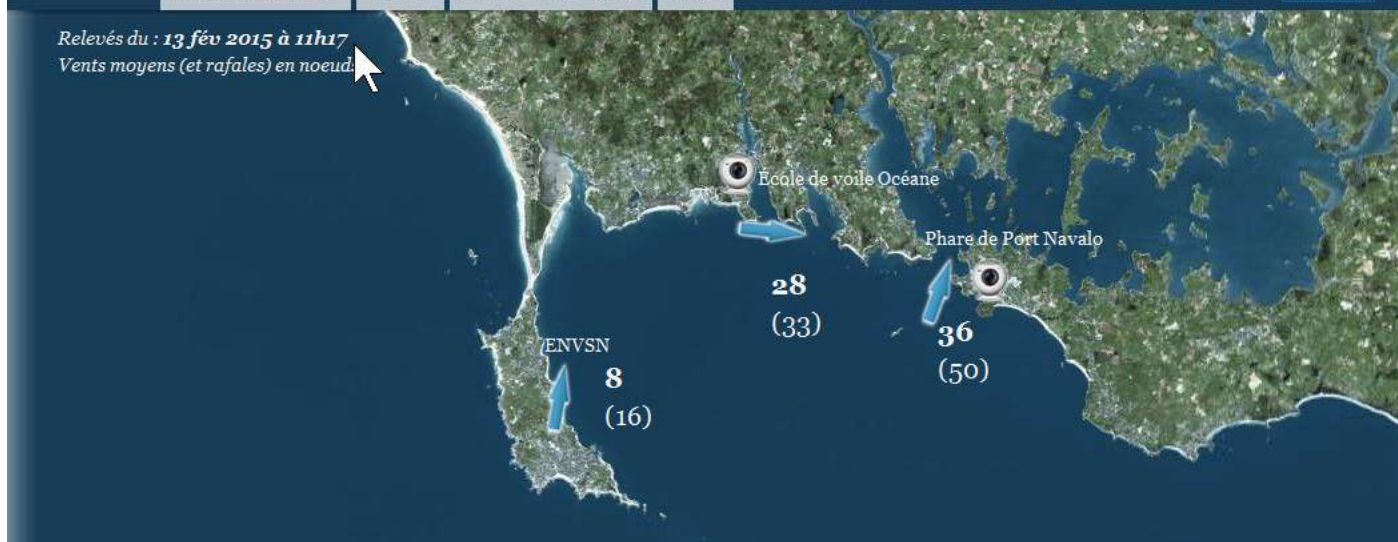 Relevés du : 13 fév 2015 à 11h17
Vents moyens (et rafales) en noeuds
École de voile Océane
Phare de Port Navalo
28
(33)
36
(50)
ENVSN
8
(16)